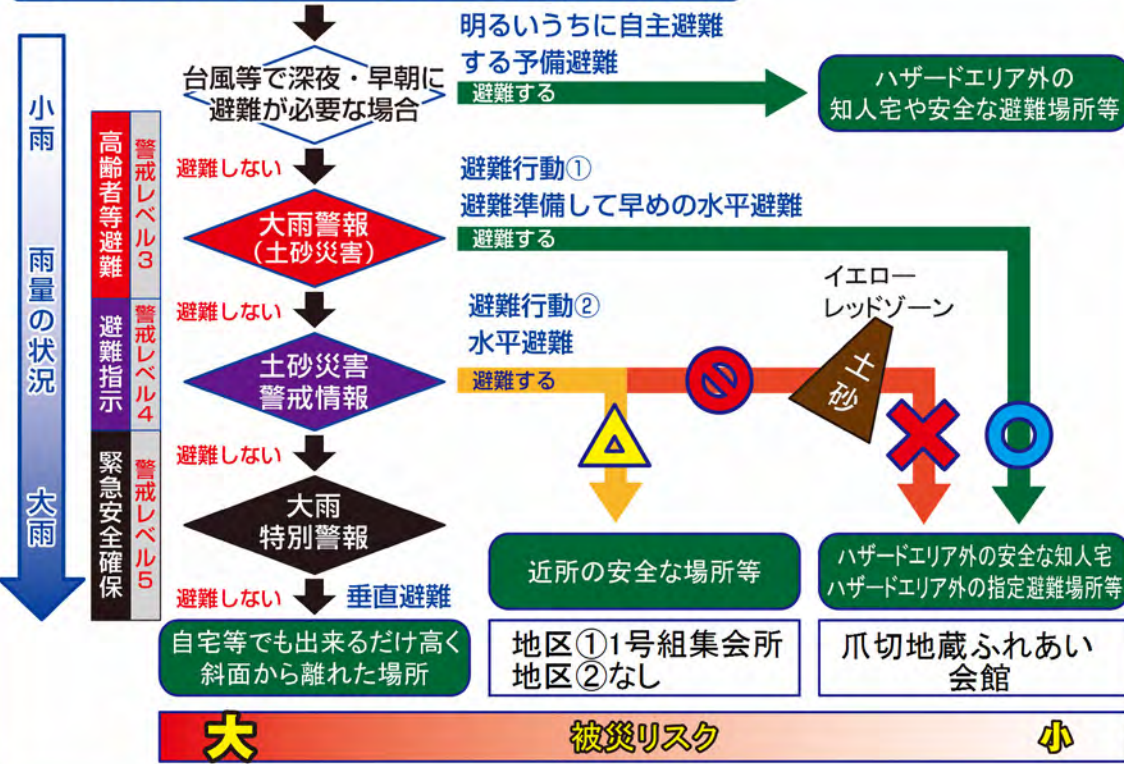 小雨
雨量の状況
大雨
高齢者等避難
警戒レベル3
避難指示
警戒レベル4
緊急安全確保
警戒レベル5
台風等で深夜・早朝に
避難が必要な場合
明るいうちに自主避難
する予備避難
避難する
ハザードエリア外の
知人宅や安全な避難場所等
避難しない
大雨警報
(土砂災害)
避難行動①
避難準備して早めの水平避難
避難する
避難しない
土砂災害
警戒情報
避難行動②
水平避難
避難する
イエロー
レッドゾーン
土砂
避難しない
大雨
特別警報
避難しない
垂直避難
自宅等でも出来るだけ高く
斜面から離れた場所
近所の安全な場所等
地区①1号組集会所
地区②なし
ハザードエリア外の安全な知人宅
ハザードエリア外の指定避難場所等
爪切地蔵ふれあい
会館
大
被災リスク
小